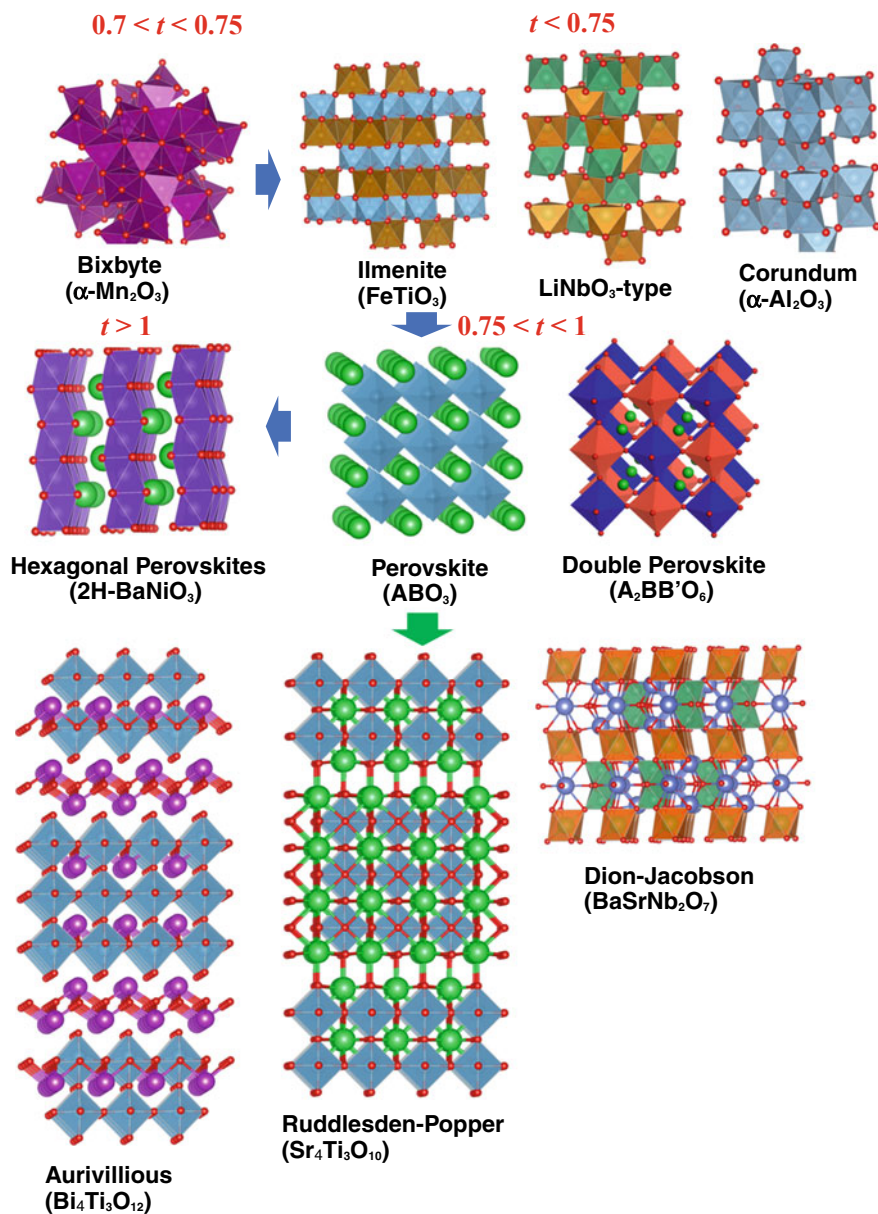 0.7 < t < 0.75
t < 0.75
Bixbyte
(α-Mn₂O₃)
Ilmenite
(FeTiO₃)
LiNbO₃-type
Corundum
(α-Al₂O₃)
t > 1
0.75 < t < 1
Hexagonal Perovskites
(2H-BaNiO₃)
Perovskite
(ABO₃)
Double Perovskite
(A₂BB’O₆)
Dion-Jacobson
(BaSrNb₂O₇)
Ruddlesden-Popper
(Sr₄Ti₃O₁₀)
Aurivillious
(Bi₄Ti₃O₁₂)